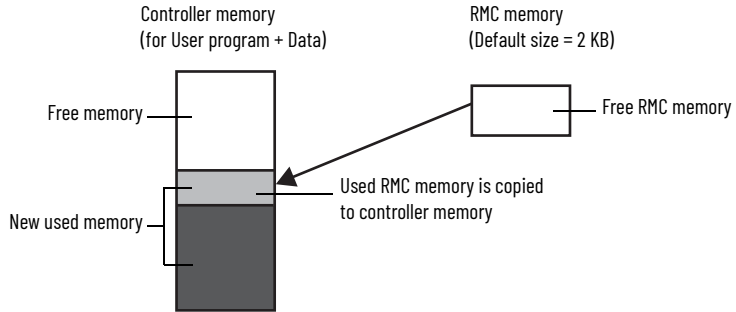 Controller memory
(for User program + Data)
RMC memory
(Default size = 2 KB)
Free memory
Free RMC memory
Used RMC memory is copied
to controller memory
New used memory